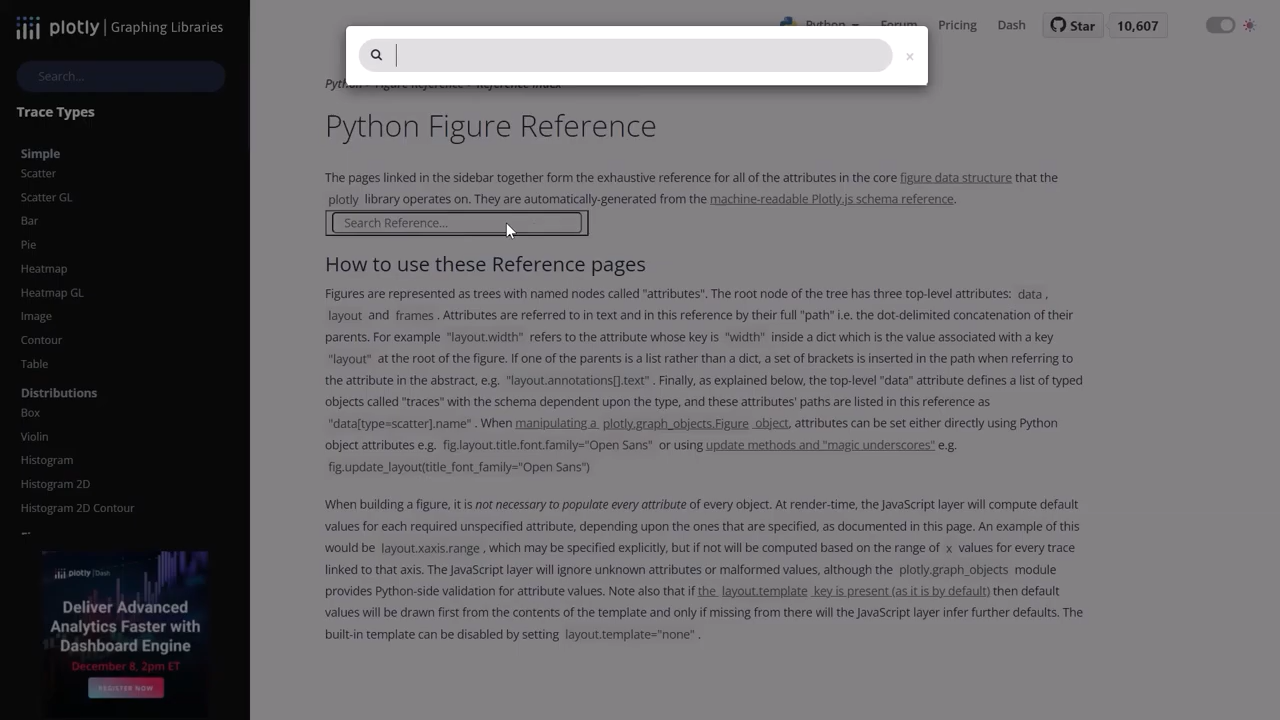 plotly | Graphing Libraries
Search...
Trace Types
Simple
Scatter
Scatter GL
Bar
Pie
Heatmap
Heatmap GL
Image
Contour
Table
Distributions
Box
Violin
Histogram
Histogram 2D
Histogram 2D Contour
plotly | Dash
Deliver Advanced
Analytics Faster with
Dashboard Engine
December 8, 2pm ET
REGISTER NOW
Python
Forum
Pricing
Dash
Star
10,607
×
Python > Figure Reference > Reference Index
Python Figure Reference
The pages linked in the sidebar together form the exhaustive reference for all of the attributes in the core figure data structure that the
plotly library operates on. They are automatically-generated from the machine-readable Plotly.js schema reference.
Search Reference...
How to use these Reference pages
Figures are represented as trees with named nodes called "attributes". The root node of the tree has three top-level attributes: data ,
layout and frames . Attributes are referred to in text and in this reference by their full "path" i.e. the dot-delimited concatenation of their
parents. For example "layout.width" refers to the attribute whose key is "width" inside a dict which is the value associated with a key
"layout" at the root of the figure. If one of the parents is a list rather than a dict, a set of brackets is inserted in the path when referring to
the attribute in the abstract, e.g. "layout.annotations[].text" . Finally, as explained below, the top-level "data" attribute defines a list of typed
objects called "traces" with the schema dependent upon the type, and these attributes' paths are listed in this reference as
"data[type=scatter].name" . When manipulating a plotly.graph_objects.Figure object, attributes can be set either directly using Python
object attributes e.g. fig.layout.title.font.family="Open Sans" or using update methods and "magic underscores" e.g.
fig.update_layout(title_font_family="Open Sans")
When building a figure, it is not necessary to populate every attribute of every object. At render-time, the JavaScript layer will compute default
values for each required unspecified attribute, depending upon the ones that are specified, as documented in this page. An example of this
would be layout.xaxis.range , which may be specified explicitly, but if not will be computed based on the range of x values for every trace
linked to that axis. The JavaScript layer will ignore unknown attributes or malformed values, although the plotly.graph_objects module
provides Python-side validation for attribute values. Note also that if the layout.template key is present (as it is by default) then default
values will be drawn first from the contents of the template and only if missing from there will the JavaScript layer infer further defaults. The
built-in template can be disabled by setting layout.template="none" .